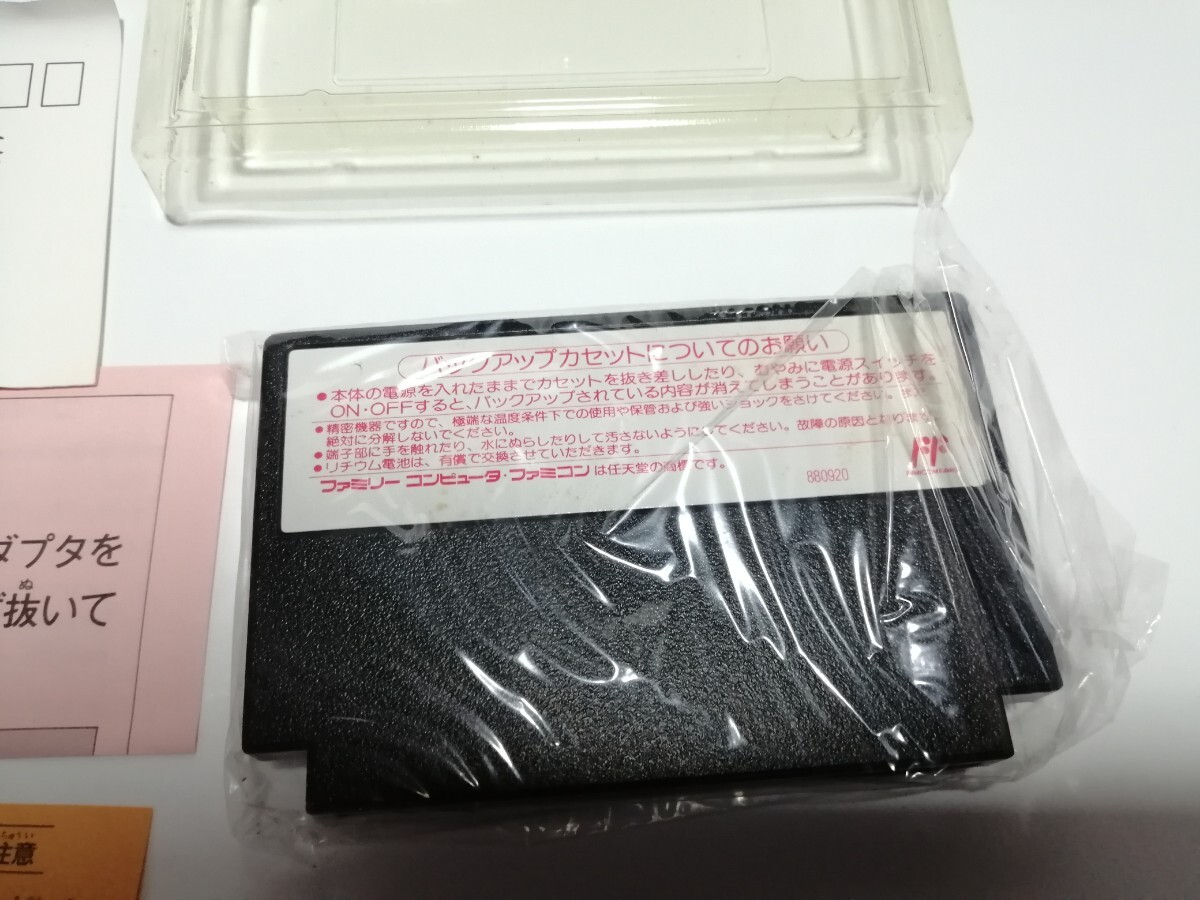 バックアップカセットについてのお願い
●本体の電源を入れたままでカセットを抜き差ししたり、むやみに電源スイッチを
ON・OFFすると、バックアップされている内容が消えてしまうことがあります。
●精密機器ですので、極端な温度条件下での使用や保管および強いショックをさけてください。また、
絶対に分解しないでください。
●端子部に手を触れたり、水にぬらしたりして汚さないようにしてください。故障の原因となります。
●リチウム電池は、有償で交換させていただきます。
ファミリーコンピュータ・ファミコンは任天堂の商標です。
880920
ダプタを
ぬ
抜いて
注意